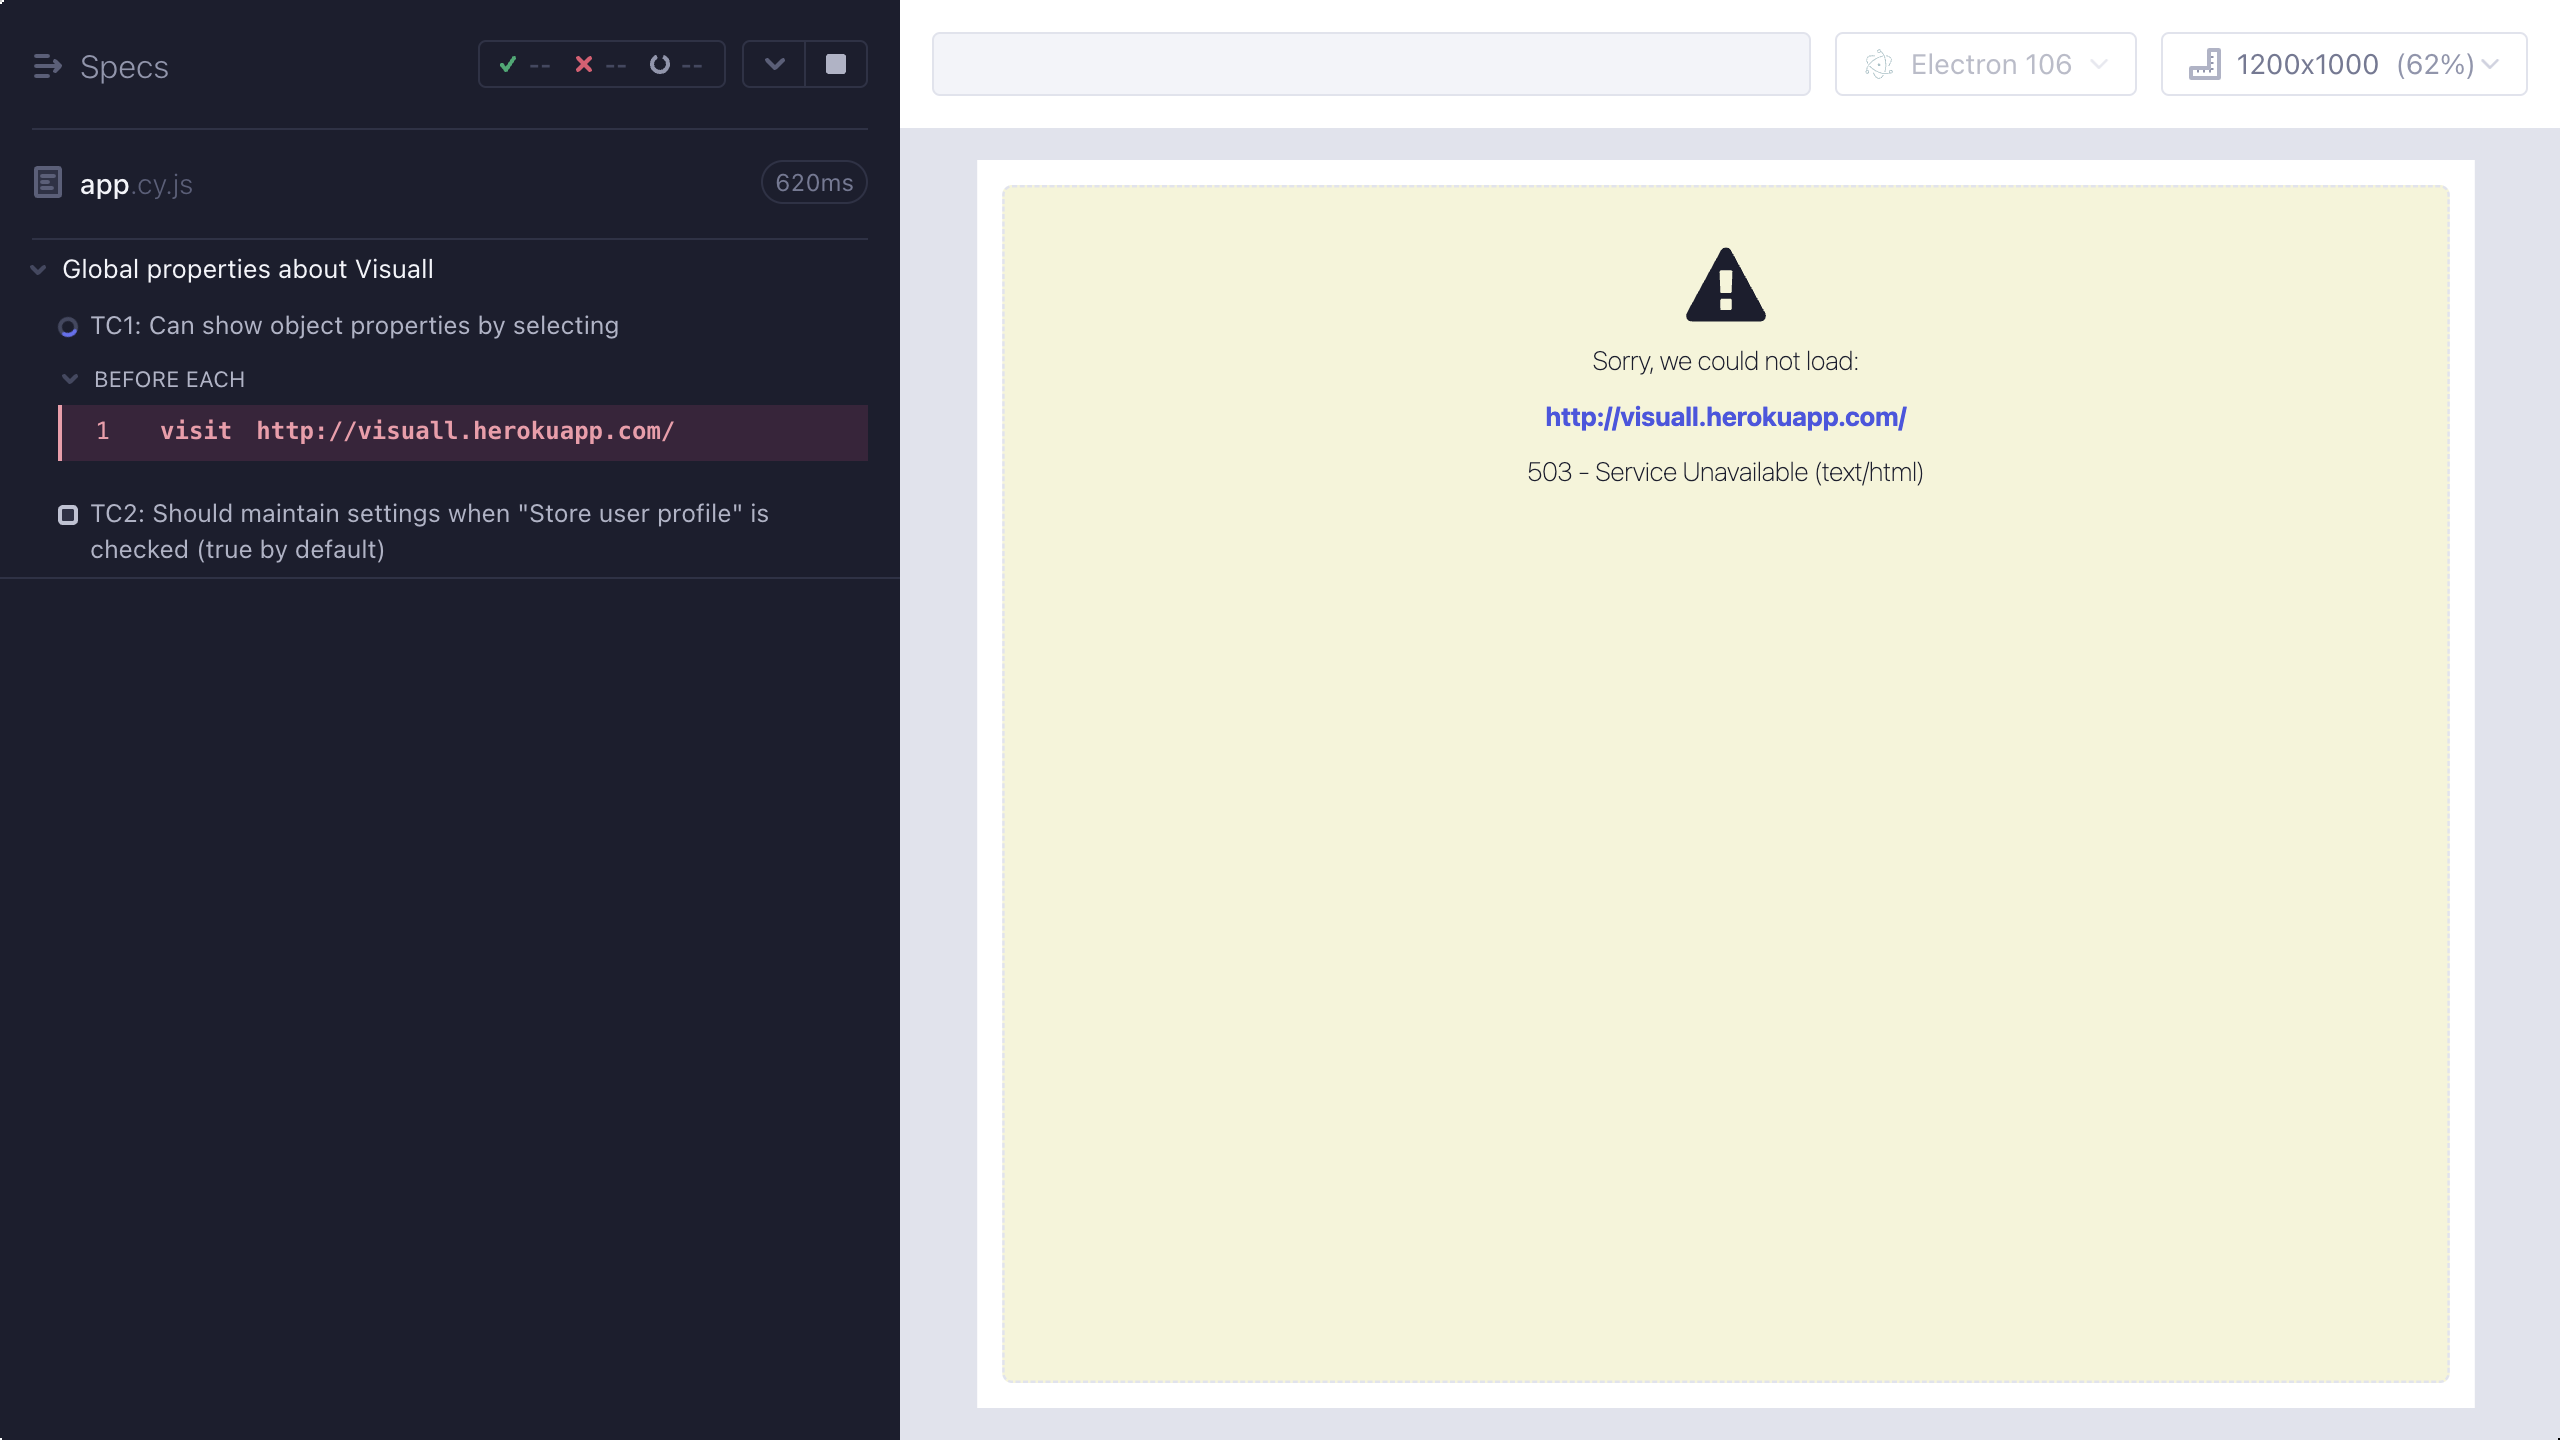 Specs
-- -- --
app.cy.js
620ms
Global properties about Visuall
TC1: Can show object properties by selecting
BEFORE EACH
1 visit http://visuall.herokuapp.com/
TC2: Should maintain settings when "Store user profile" is
checked (true by default)
Electron 106
1200x1000 (62%)
Sorry, we could not load:
http://visuall.herokuapp.com/
503 - Service Unavailable (text/html)